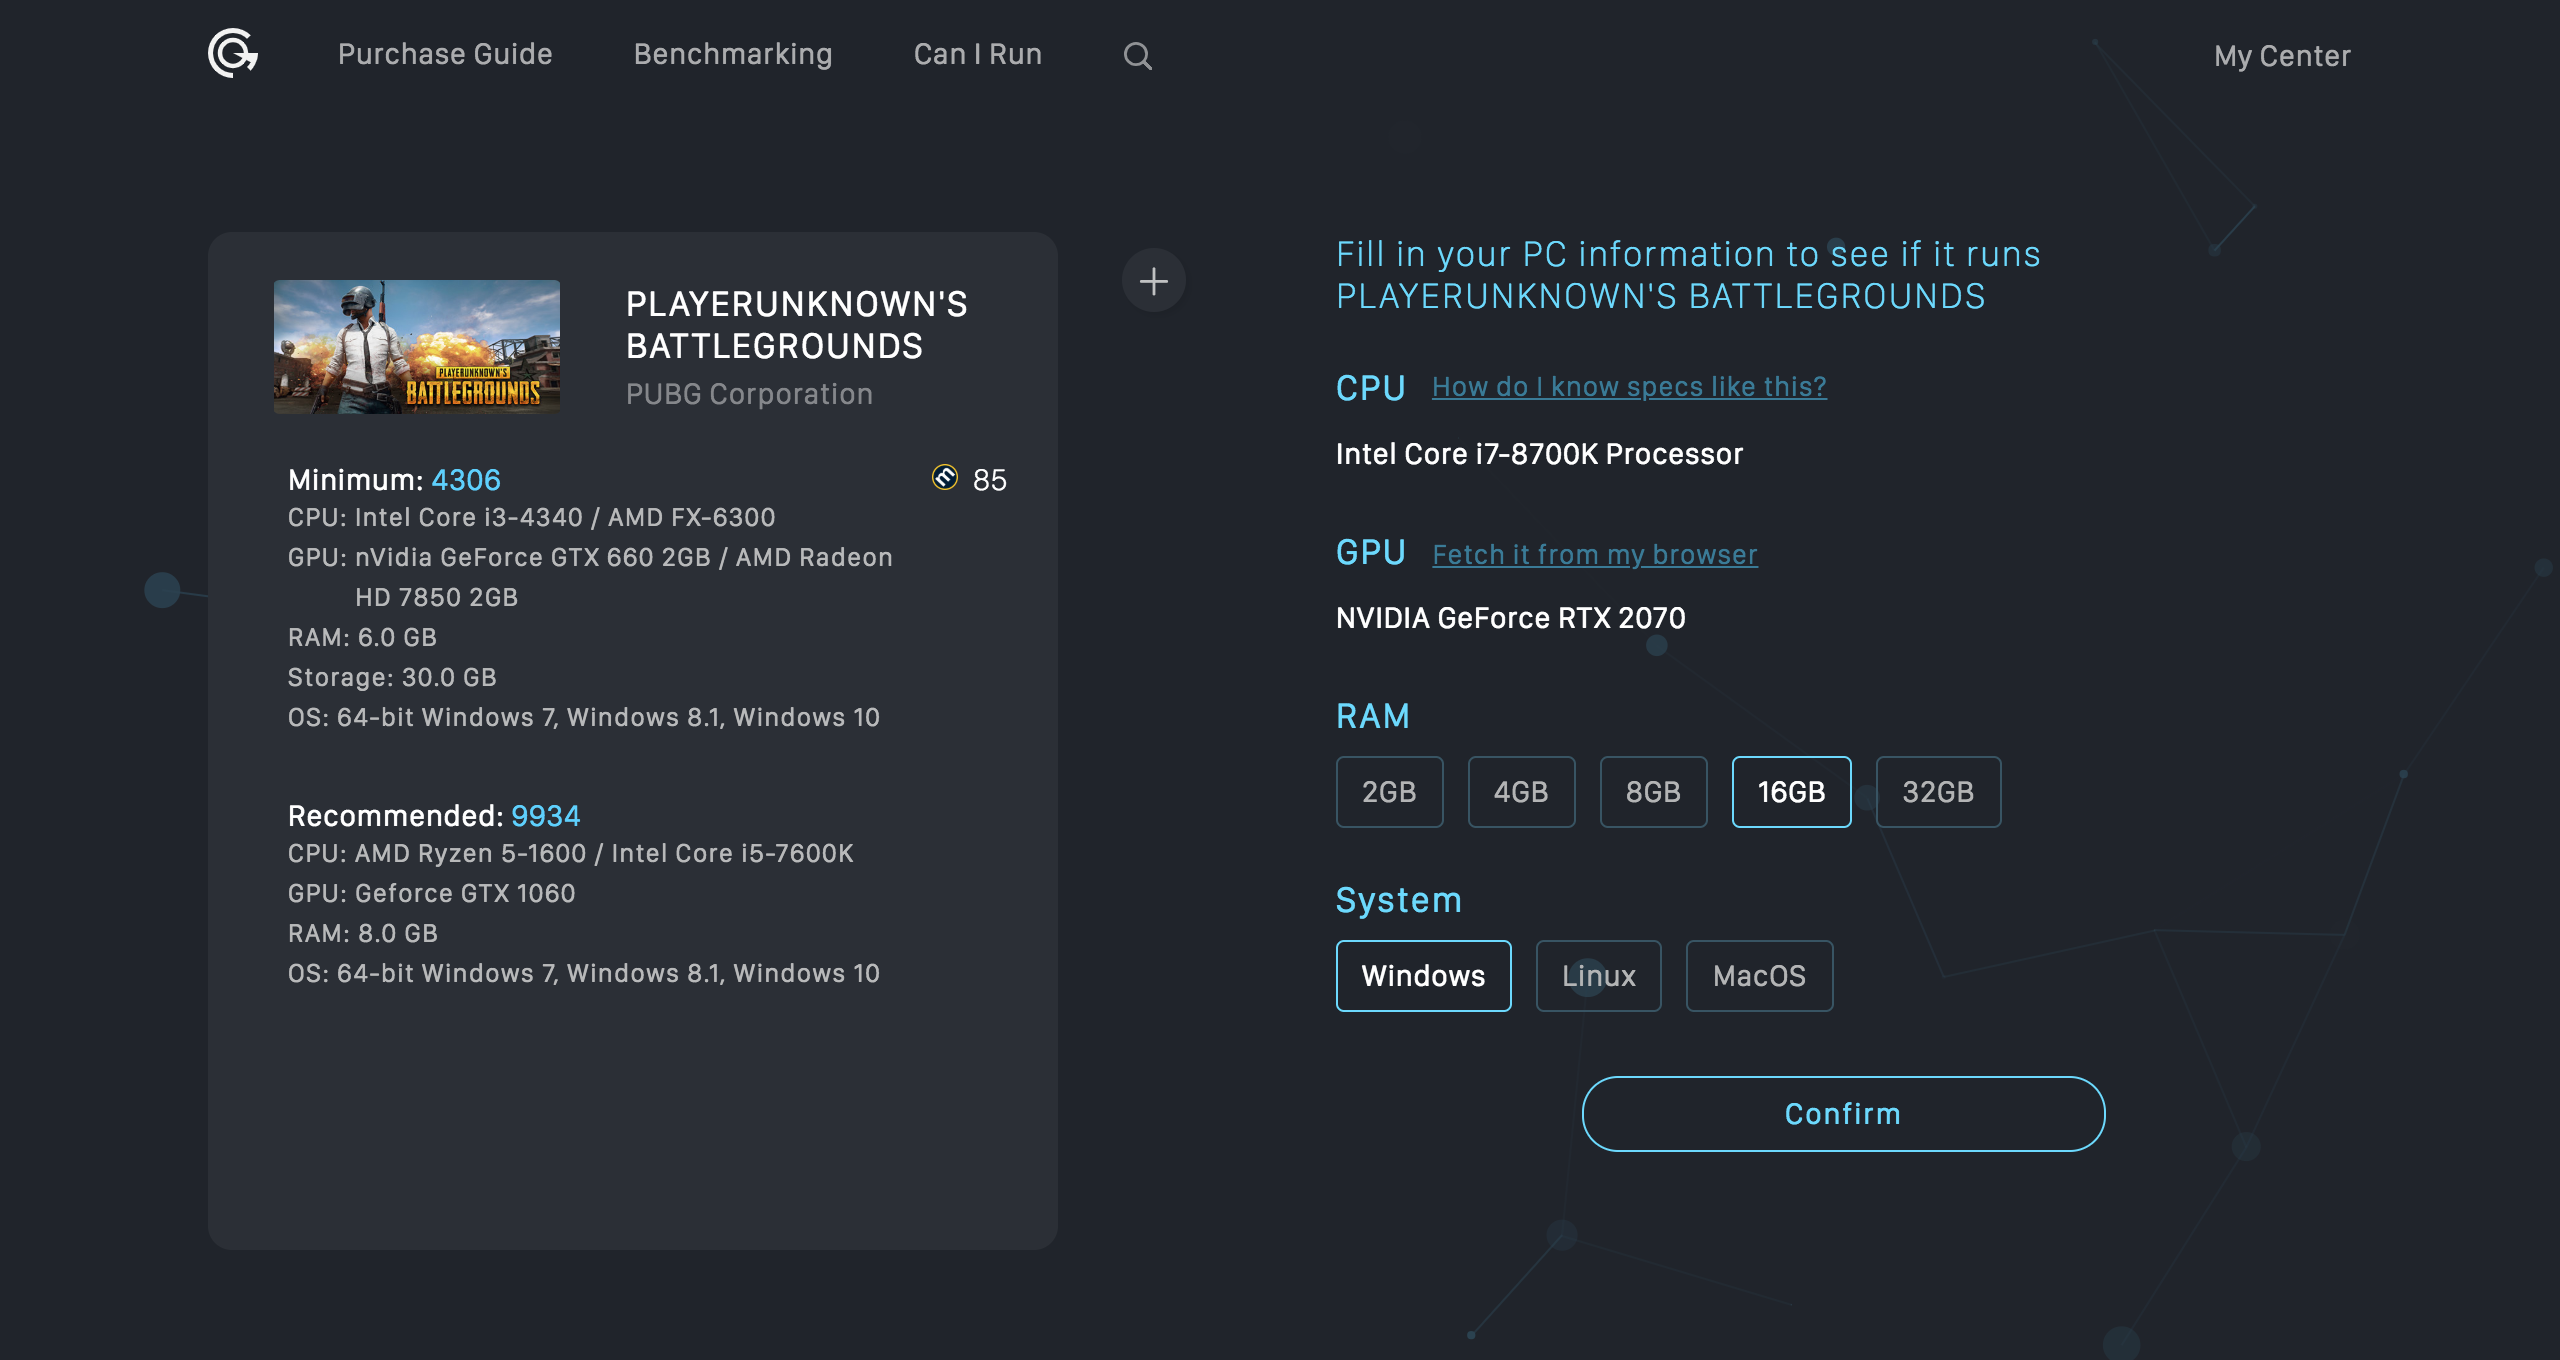 Purchase Guide
Benchmarking
Can I Run
My Center
PLAYERUNKNOWN'S
BATTLEGROUNDS
PUBG Corporation
PLAYERUNKNOWN'S
BATTLEGROUNDS
Minimum: 4306
m 85
CPU: Intel Core i3-4340 / AMD FX-6300
GPU: nVidia GeForce GTX 660 2GB / AMD Radeon
HD 7850 2GB
RAM: 6.0 GB
Storage: 30.0 GB
OS: 64-bit Windows 7, Windows 8.1, Windows 10
Recommended: 9934
CPU: AMD Ryzen 5-1600 / Intel Core i5-7600K
GPU: Geforce GTX 1060
RAM: 8.0 GB
OS: 64-bit Windows 7, Windows 8.1, Windows 10
Fill in your PC information to see if it runs
PLAYERUNKNOWN'S BATTLEGROUNDS
CPU How do I know specs like this?
Intel Core i7-8700K Processor
GPU Fetch it from my browser
NVIDIA GeForce RTX 2070
RAM
2GB 4GB 8GB 16GB 32GB
System
Windows Linux MacOS
Confirm